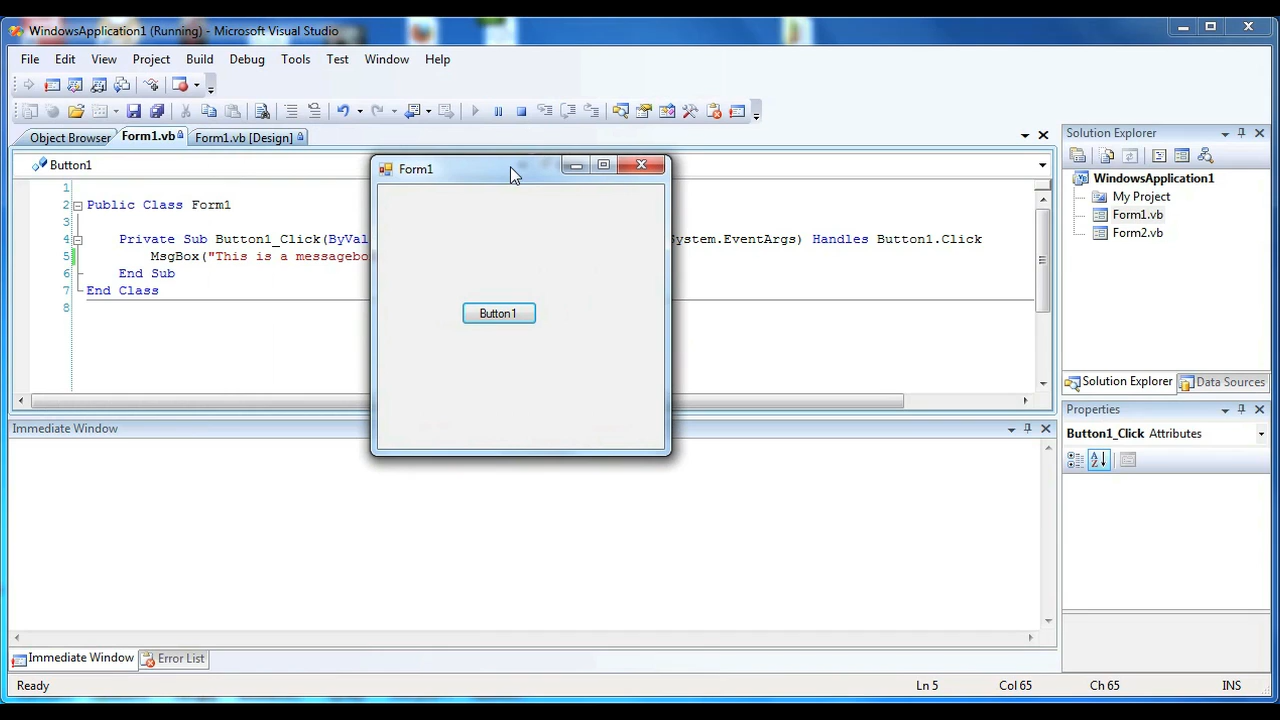 WindowsApplication1 (Running) - Microsoft Visual Studio
File Edit View Project Build Debug Tools Test Window Help
Object Browser Form1.vb Form1.vb [Design]
Button1
1
2 Public Class Form1
3
4 Private Sub Button1_Click(ByVal System.EventArgs) Handles Button1.Click
5 MsgBox("This is a messagebo
6 End Sub
7 End Class
8
Form1
Button1
Solution Explorer
WindowsApplication1
My Project
Form1.vb
Form2.vb
Solution Explorer Data Sources
Properties
Button1_Click Attributes
Immediate Window
Immediate Window Error List
Ready Ln 5 Col 65 Ch 65 INS